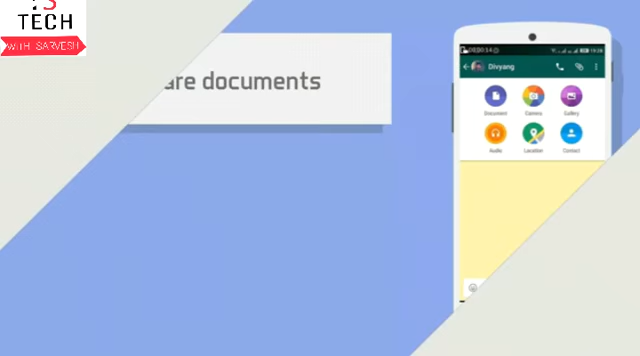 TECH
WITH SARVESH
are documents
Divyang
Document
Camera
Gallery
Audio
Location
Contact